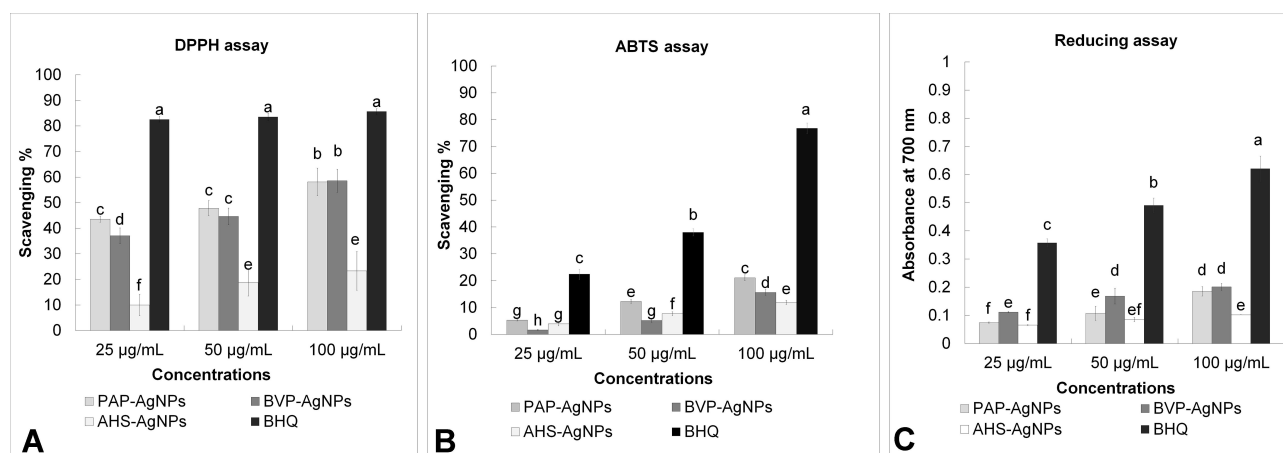 DPPH assay
100
90
80
70
60
50
40
30
20
10
0
Scavenging %
c d f a
c c e a
b b e a
25 µg/mL 50 µg/mL 100 µg/mL
Concentrations
PAP-AgNPs BVP-AgNPs
AHS-AgNPs BHQ
A
ABTS assay
100
90
80
70
60
50
40
30
20
10
0
Scavenging %
g h g c
e g f b
c d e a
25 µg/mL 50 µg/mL 100 µg/mL
Concentrations
PAP-AgNPs BVP-AgNPs
AHS-AgNPs BHQ
B
Reducing assay
1
0.9
0.8
0.7
0.6
0.5
0.4
0.3
0.2
0.1
0
Absorbance at 700 nm
f e f c
e d ef b
d d e a
25 µg/mL 50 µg/mL 100 µg/mL
Concentrations
PAP-AgNPs BVP-AgNPs
AHS-AgNPs BHQ
C